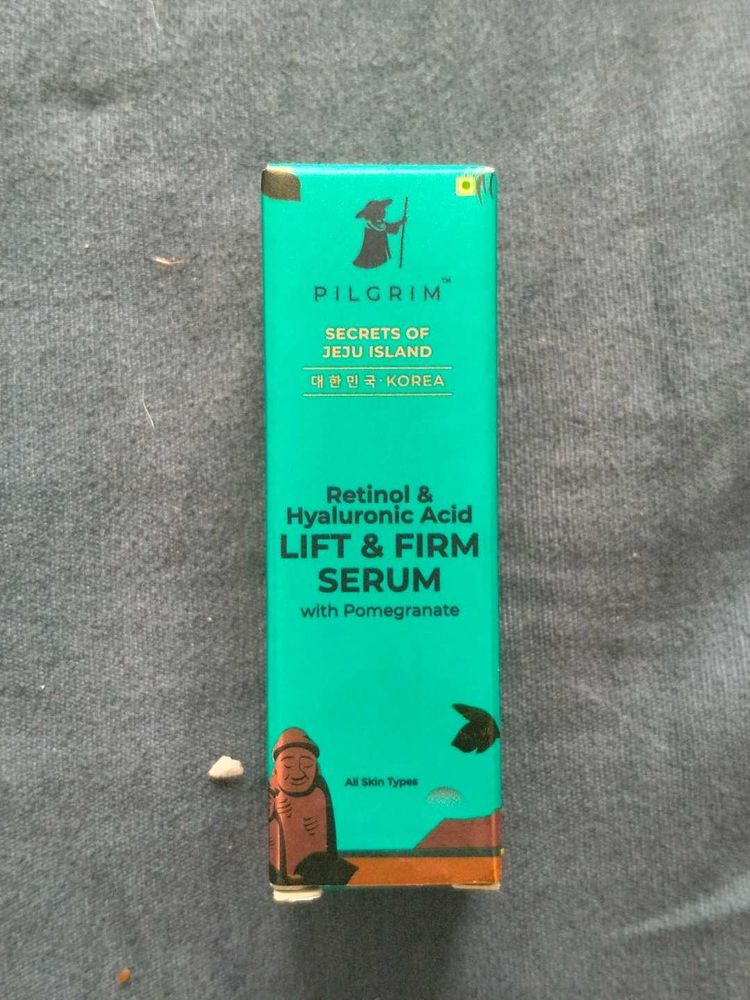 PILGRIM™
SECRETS OF
JEJU ISLAND
대한민국·KOREA
Retinol &
Hyaluronic Acid
LIFT & FIRM
SERUM
with Pomegranate
All Skin Types